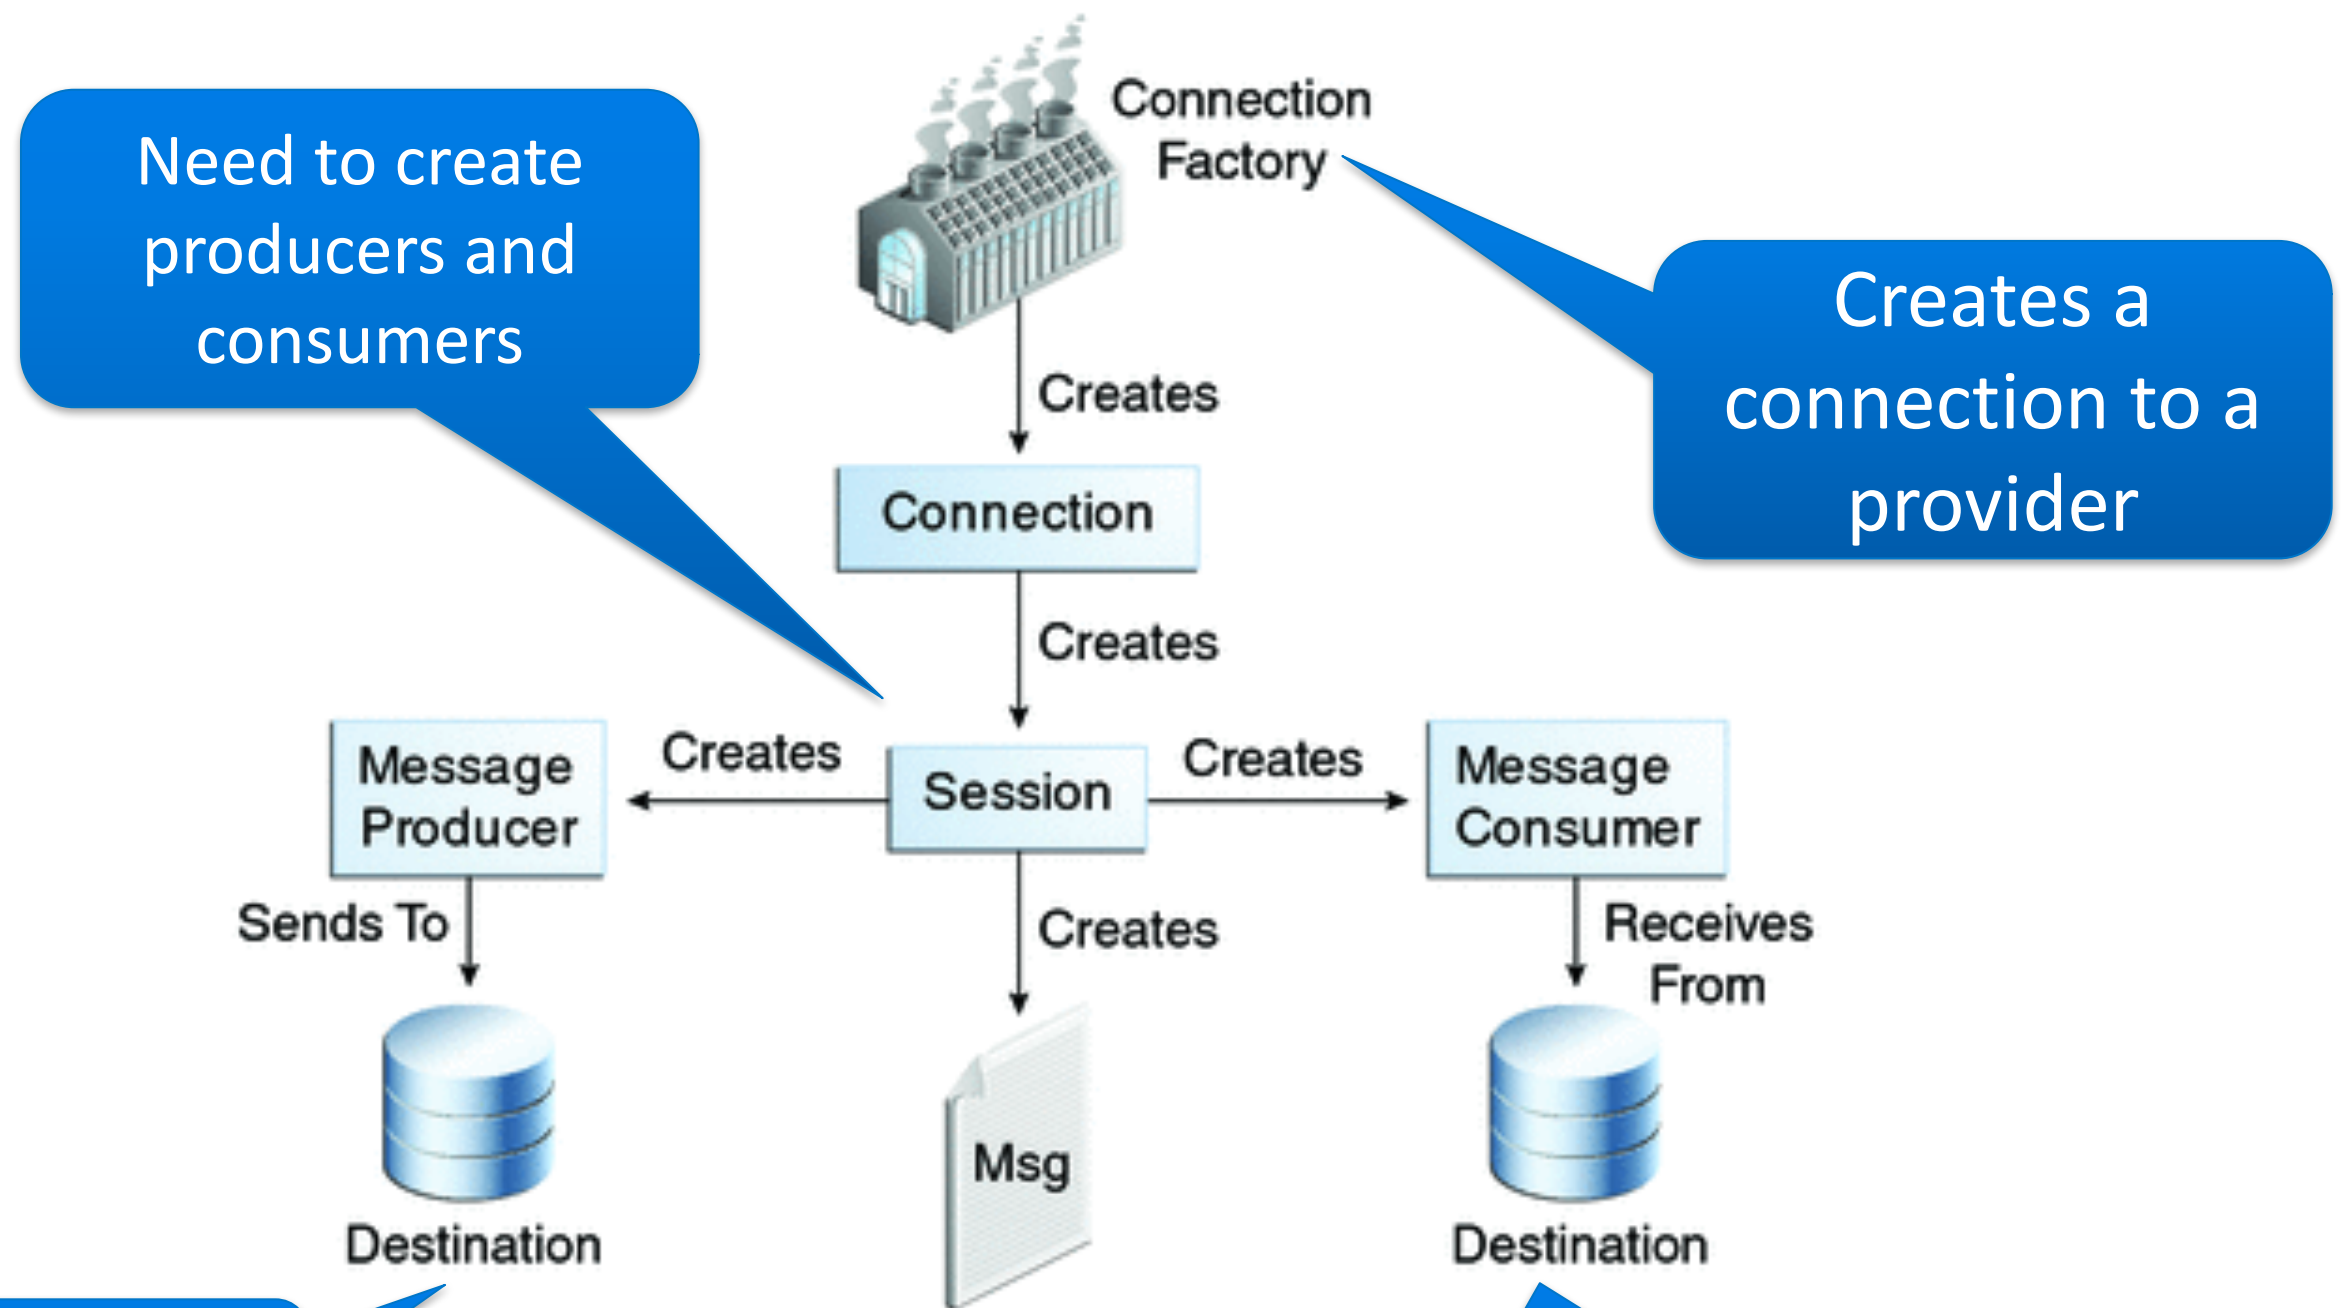 Connection
Factory
Need to create
producers and
consumers
Creates a
connection to a
provider
Creates
Connection
Creates
Message
Producer
Creates
Session
Creates
Message
Consumer
Sends To
Creates
Receives
From
Msg
Destination
Destination